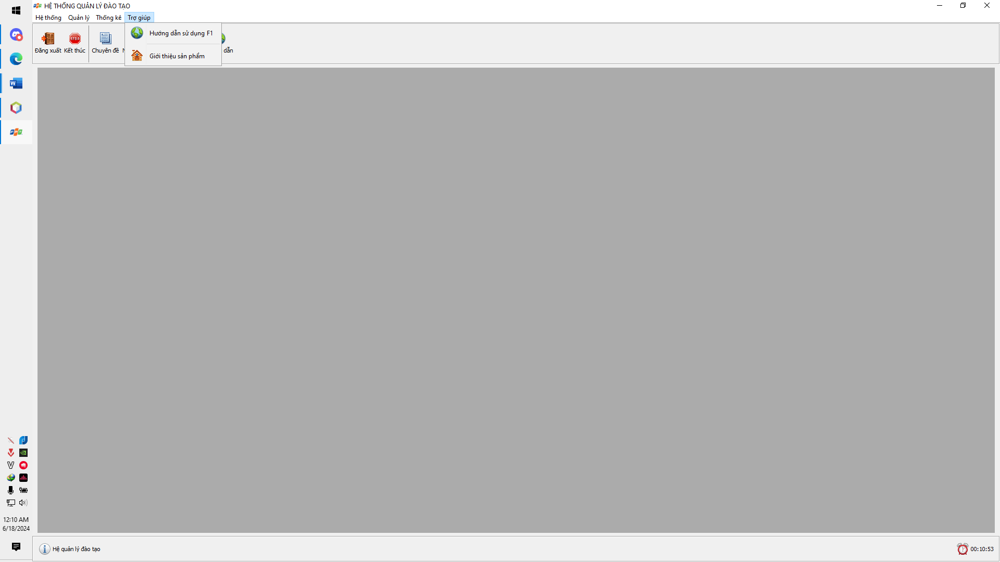 HỆ THỐNG QUẢN LÝ ĐÀO TẠO
Hệ thống Quản lý Thống kê Trợ giúp
Hướng dẫn sử dụng F1
Giới thiệu sản phẩm
Đăng xuất Kết thúc Chuyên đề dẫn
STOP
W
FPT
12:10 AM
6/18/2024
Hệ quản lý đào tạo
00:10:53